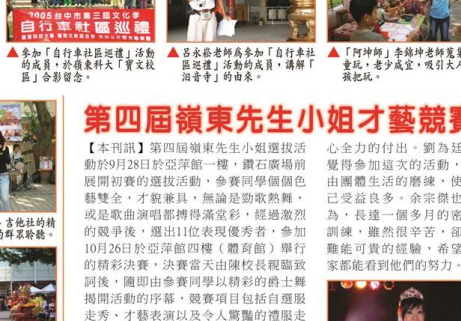 2005台中市第三屆文化季
自行車社區巡禮
▲參加「自行車社區巡禮」活動
的成員,於嶺東科大「寶文校
區」合影留念。
▲呂永崧老師為參加「自行車社
區巡禮」活動的成員,講解「
汨音寺」的由來。
▲「阿坤師」李錦坤老師蒐集
童玩,老少咸宜,吸引大人
孩把玩。
吉他社的精
的群眾聆聽。
第四屆嶺東先生小姐才藝競賽
【本刊訊】第四屆嶺東先生小姐選拔活
動於9月28日於亞萍館一樓,鑽石廣場前
展開初賽的選拔活動,參賽同學個個色
藝雙全,才貌兼具,無論是勁歌熱舞,
或是歌曲演唱都搏得滿堂彩,經過激烈
的競爭後,選出11位表現優秀者,參加
10月26日於亞萍館四樓(體育館)舉行
的精彩決賽,決賽當天由陳校長親臨致
詞後,隨即由參賽同學以精彩的爵士舞
揭開活動的序幕,競賽項目包括自選服
走秀、才藝表演以及令人驚豔的禮服走
心全力的付出。劉為廷
覺得參加這次的活動,
由團體生活的磨練,使
己受益良多。余宗傑也
為,長達一個多月的密
訓練,雖然很辛苦,卻
難能可貴的經驗,希望
家都能看到他們的努力。